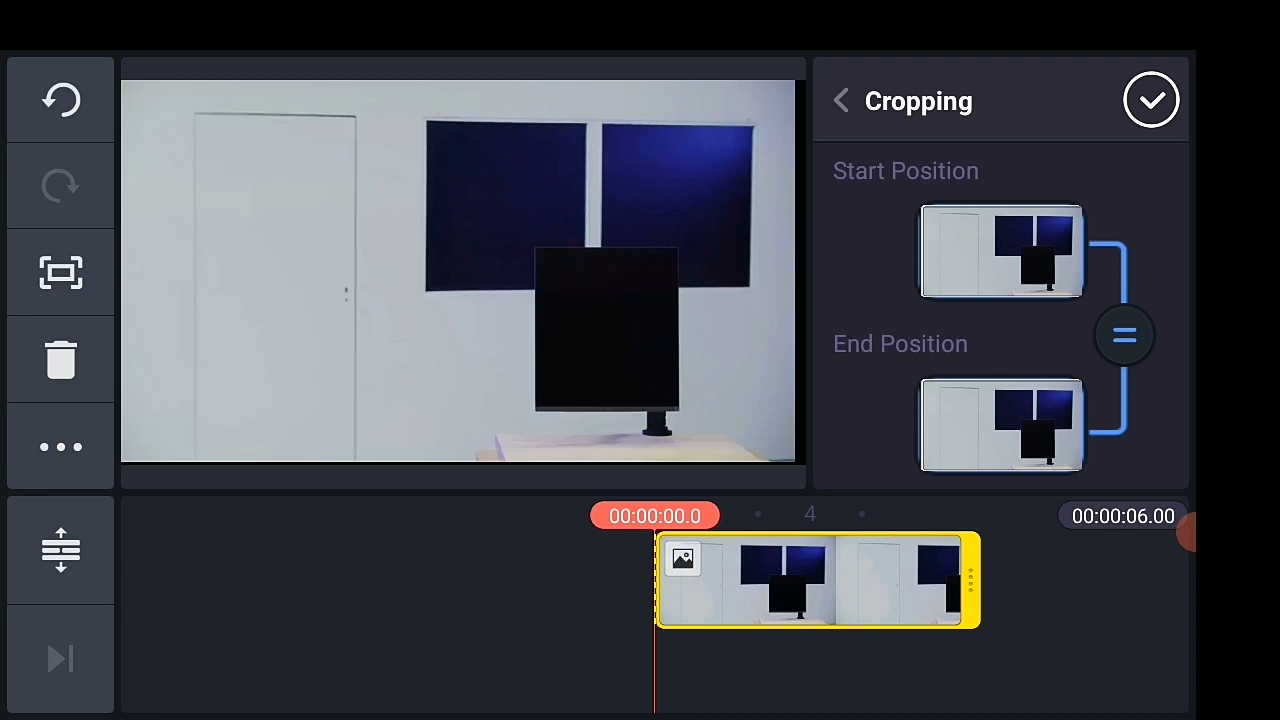 Cropping
Start Position
End Position
00:00:00.0
4
00:00:06.00